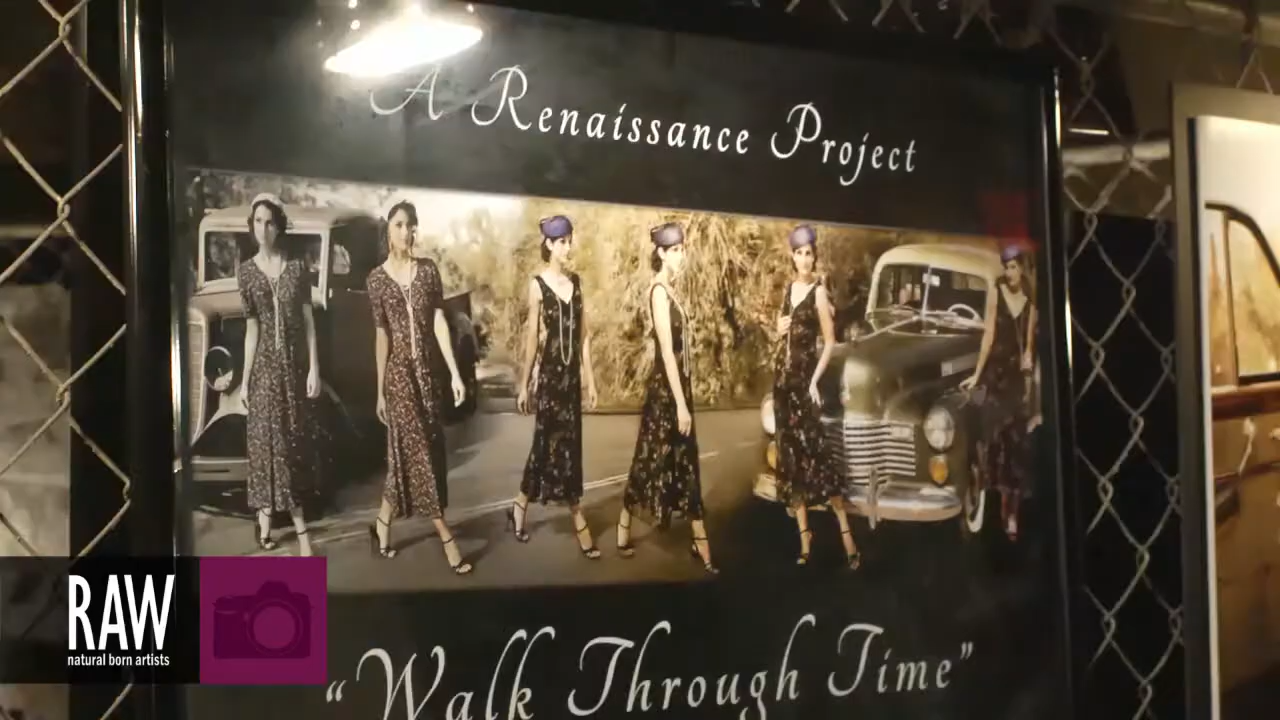 A Renaissance Project
"Walk Through Time"
RAW
natural born artists